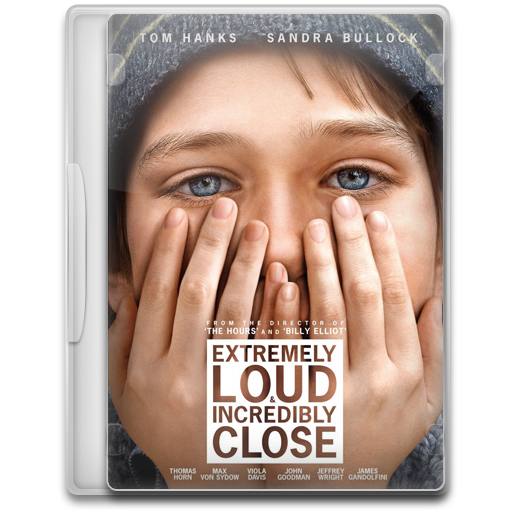 TOM HANKS SANDRA BULLOCK
FROM THE DIRECTOR OF
'THE HOURS' AND 'BILLY ELLIOT'
EXTREMELY
LOUD
&
INCREDIBLY
CLOSE
THOMAS MAX VIOLA JOHN JEFFREY JAMES
HORN VON SYDOW DAVIS GOODMAN WRIGHT GANDOLFINI